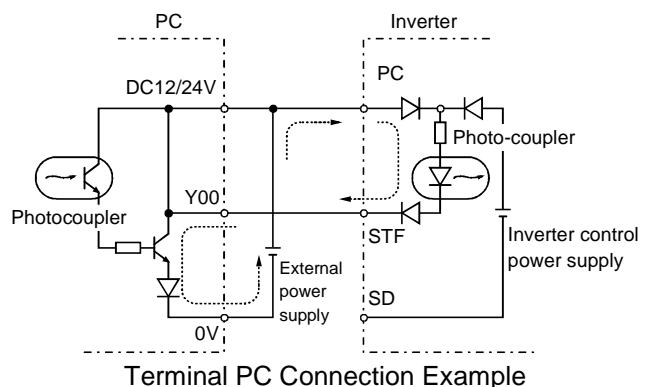 PC
Inverter
DC12/24V
PC
Photo-coupler
Photocoupler
Y00
STF
Inverter control
power supply
External
power
supply
SD
0V
Terminal PC Connection Example